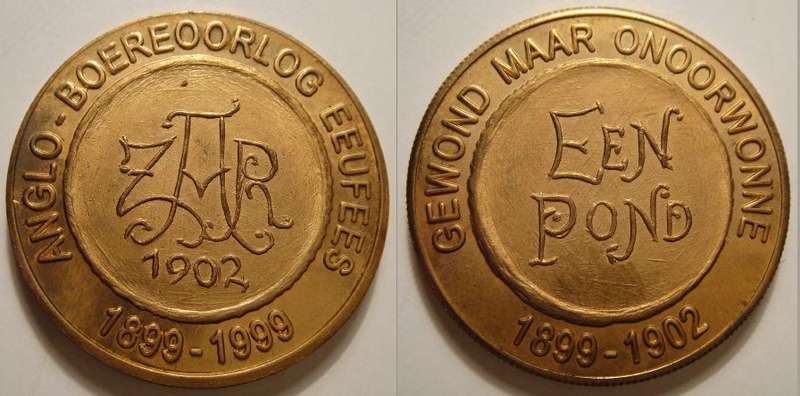 ANGLO-BOEREOORLOG EEUFEES
ZAR
1902
1899-1999
GEWOND MAAR ONOORWONNE
EEN
POND
1899-1902